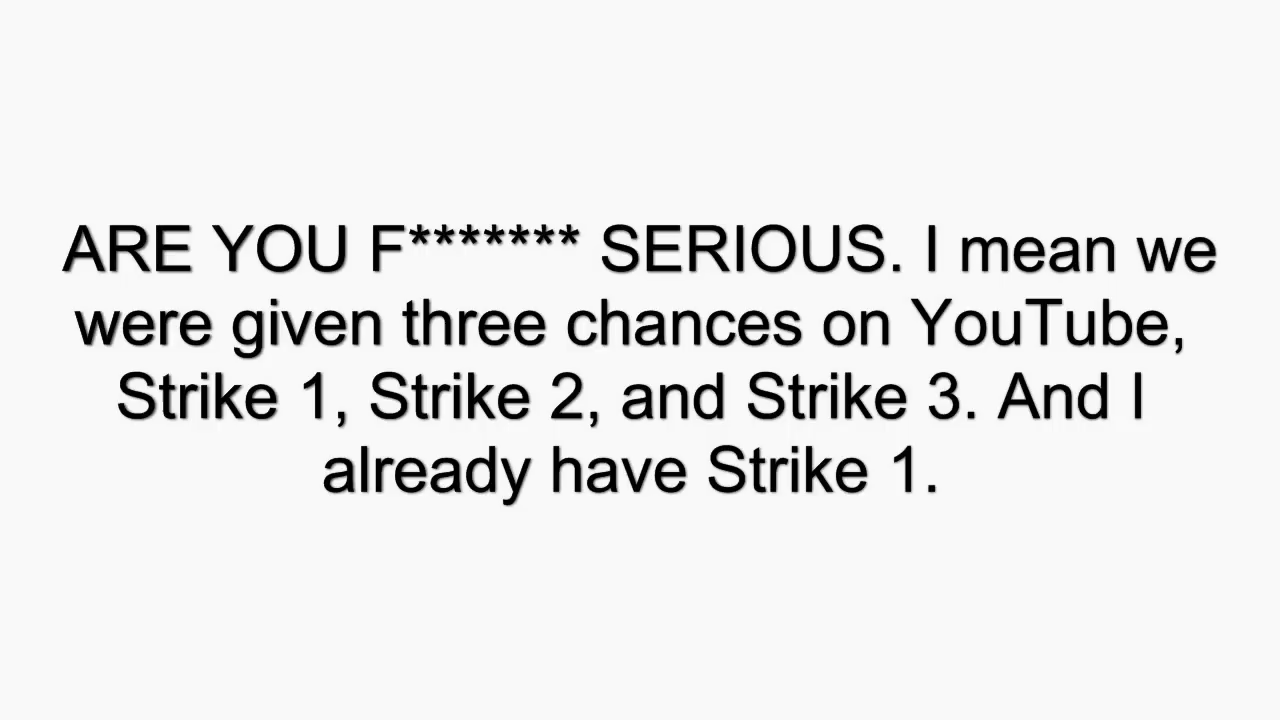 ARE YOU F******* SERIOUS. I mean we
were given three chances on YouTube,
Strike 1, Strike 2, and Strike 3. And I
already have Strike 1.